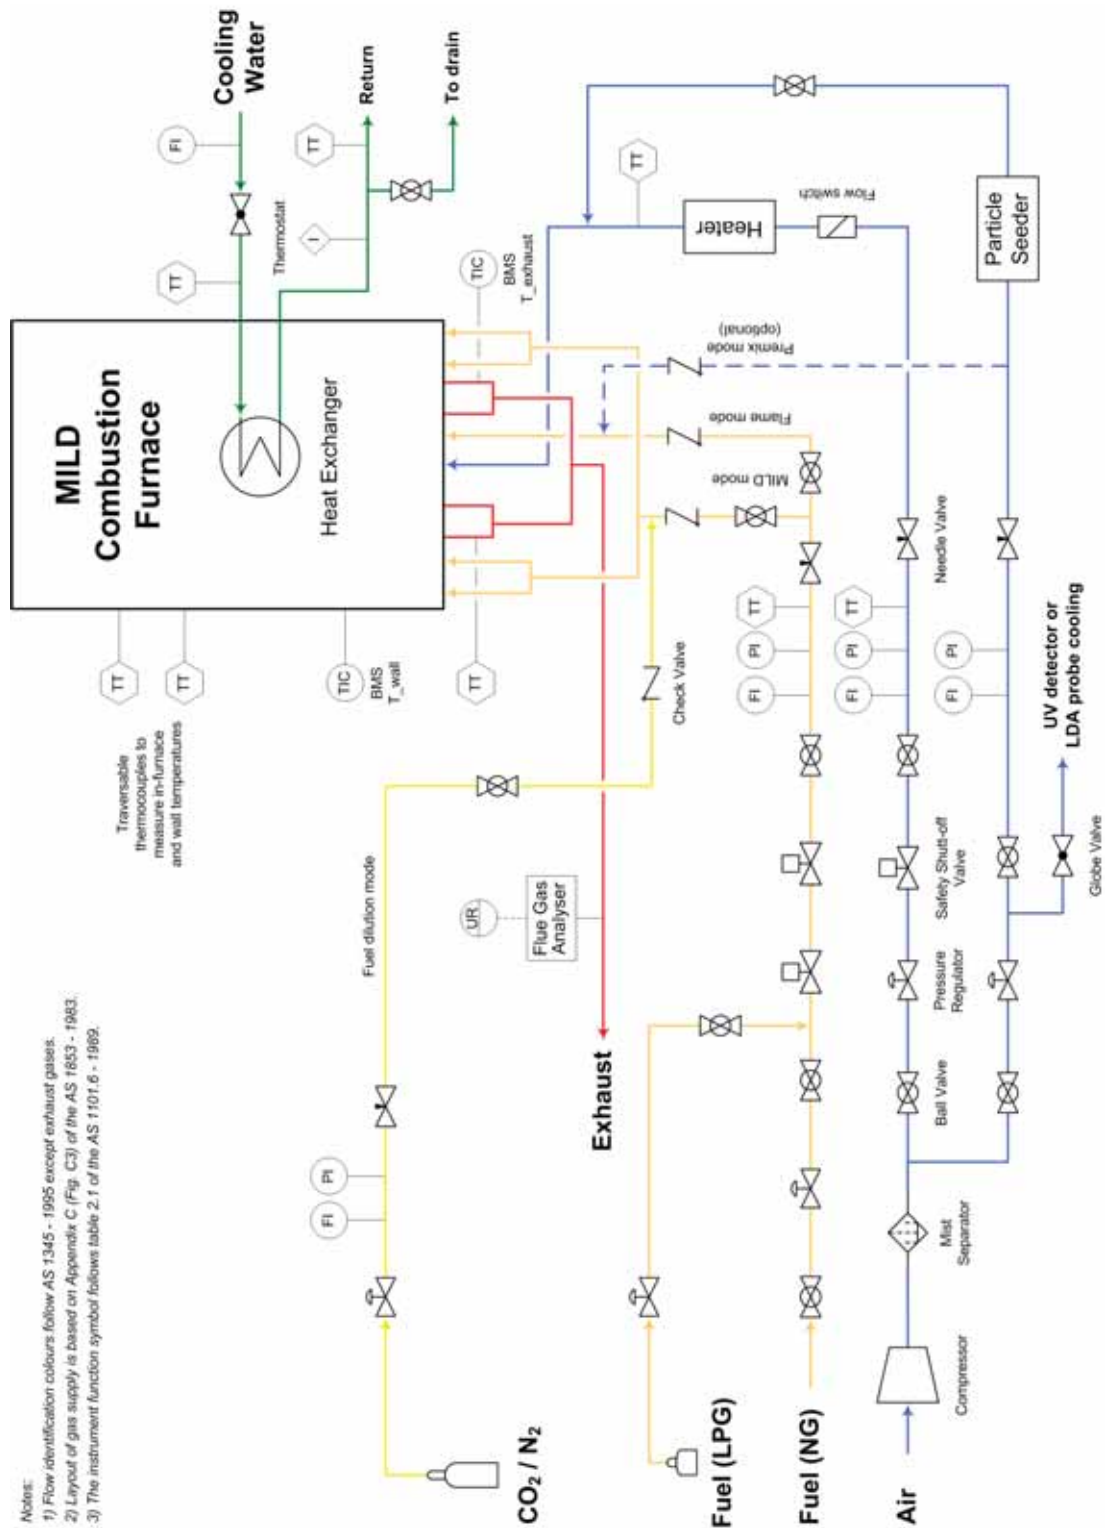 Notes:
1) Flow identification colours follow AS 1345 - 1995 except exhaust gases.
2) Layout of gas supply is based on Appendix C (Fig. C3) of the AS 1853 - 1983.
3) The instrument function symbol follows table 2.1 of the AS 1101.6 - 1989.
Traversable
thermocouples to
measure in-furnace
and wall temperatures
TT
TT
TIC
BMS
T_wall
TT
MILD
Combustion
Furnace
Heat Exchanger
TT
Thermostat
FI
Cooling
Water
I
TT
Return
To drain
TIC
BMS
T_exhaust
CO₂ / N₂
FI
PI
Fuel dilution mode
Check Valve
UR
Flue Gas
Analyser
Exhaust
Fuel (LPG)
Fuel (NG)
FI
PI
TT
MILD mode
Flame mode
Premix mode
(optional)
Air
Compressor
Mist
Separator
Ball Valve
Pressure
Regulator
Safety Shutt-off
Valve
FI
PI
TT
Needle Valve
Flow switch
Heater
TT
FI
PI
Particle
Seeder
Globe Valve
UV detector or
LDA probe cooling